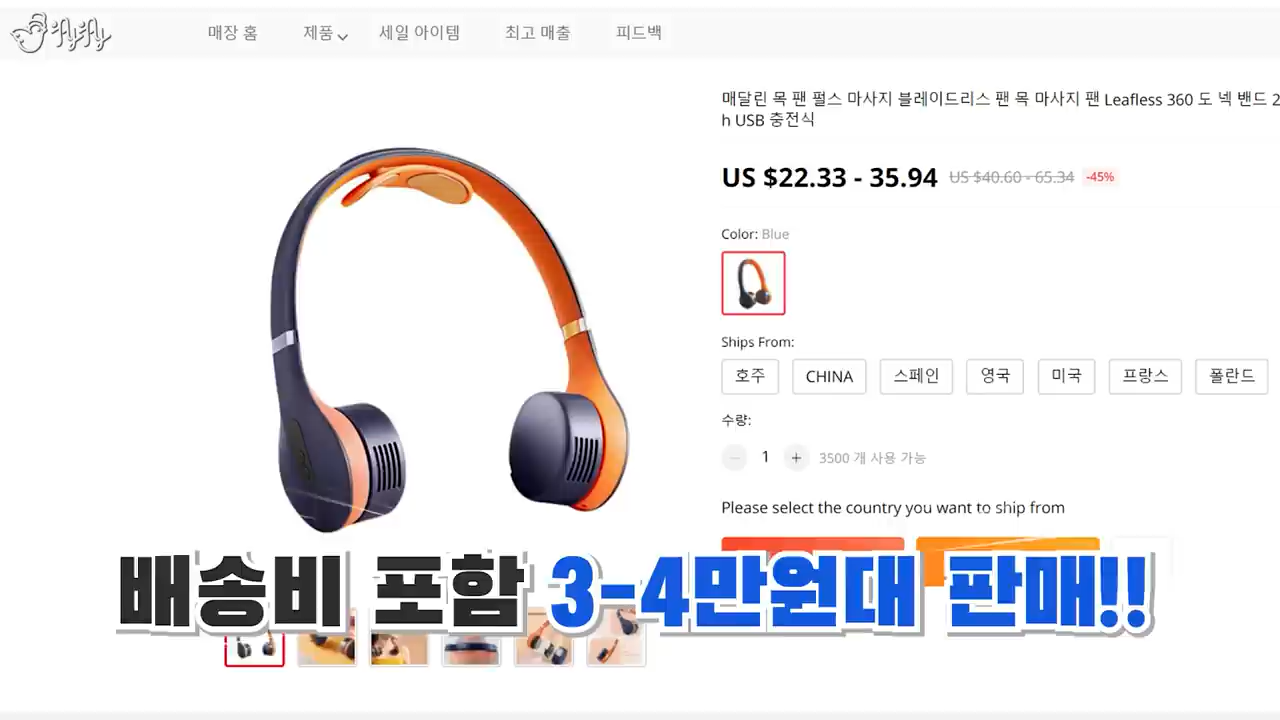 매장 홈 제품 세일 아이템 최고 매출 피드백
매달린 목 팬 펄스 마사지 블레이드리스 팬 목 마사지 팬 Leafless 360 도 넥 밴드 2
h USB 충전식
US $22.33 - 35.94 US $40.60 - 65.34 -45%
Color: Blue
Ships From:
호주 CHINA 스페인 영국 미국 프랑스 폴란드
수량:
1 + 3500 개 사용 가능
Please select the country you want to ship from
배송비 포함 3-4만원대 판매!!